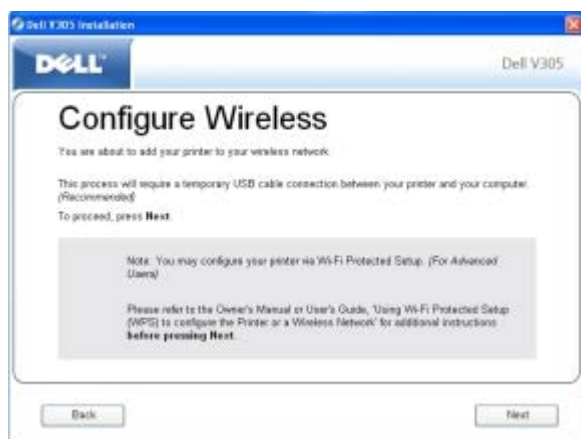 Dell V305 Installation
DELL
Dell V305
Configure Wireless
You are about to add your printer to your wireless network
This process will require a temporary USB cable connection between your printer and your computer.
(Recommended)
To proceed, press Next.
Note: You may configure your printer via Wi-Fi Protected Setup. (For Advanced
Users)
Please refer to the Owner's Manual or User's Guide, 'Using Wi-Fi Protected Setup
(WPS) to configure the Printer or a Wireless Network' for additional instructions
before pressing Next.
Back
Next